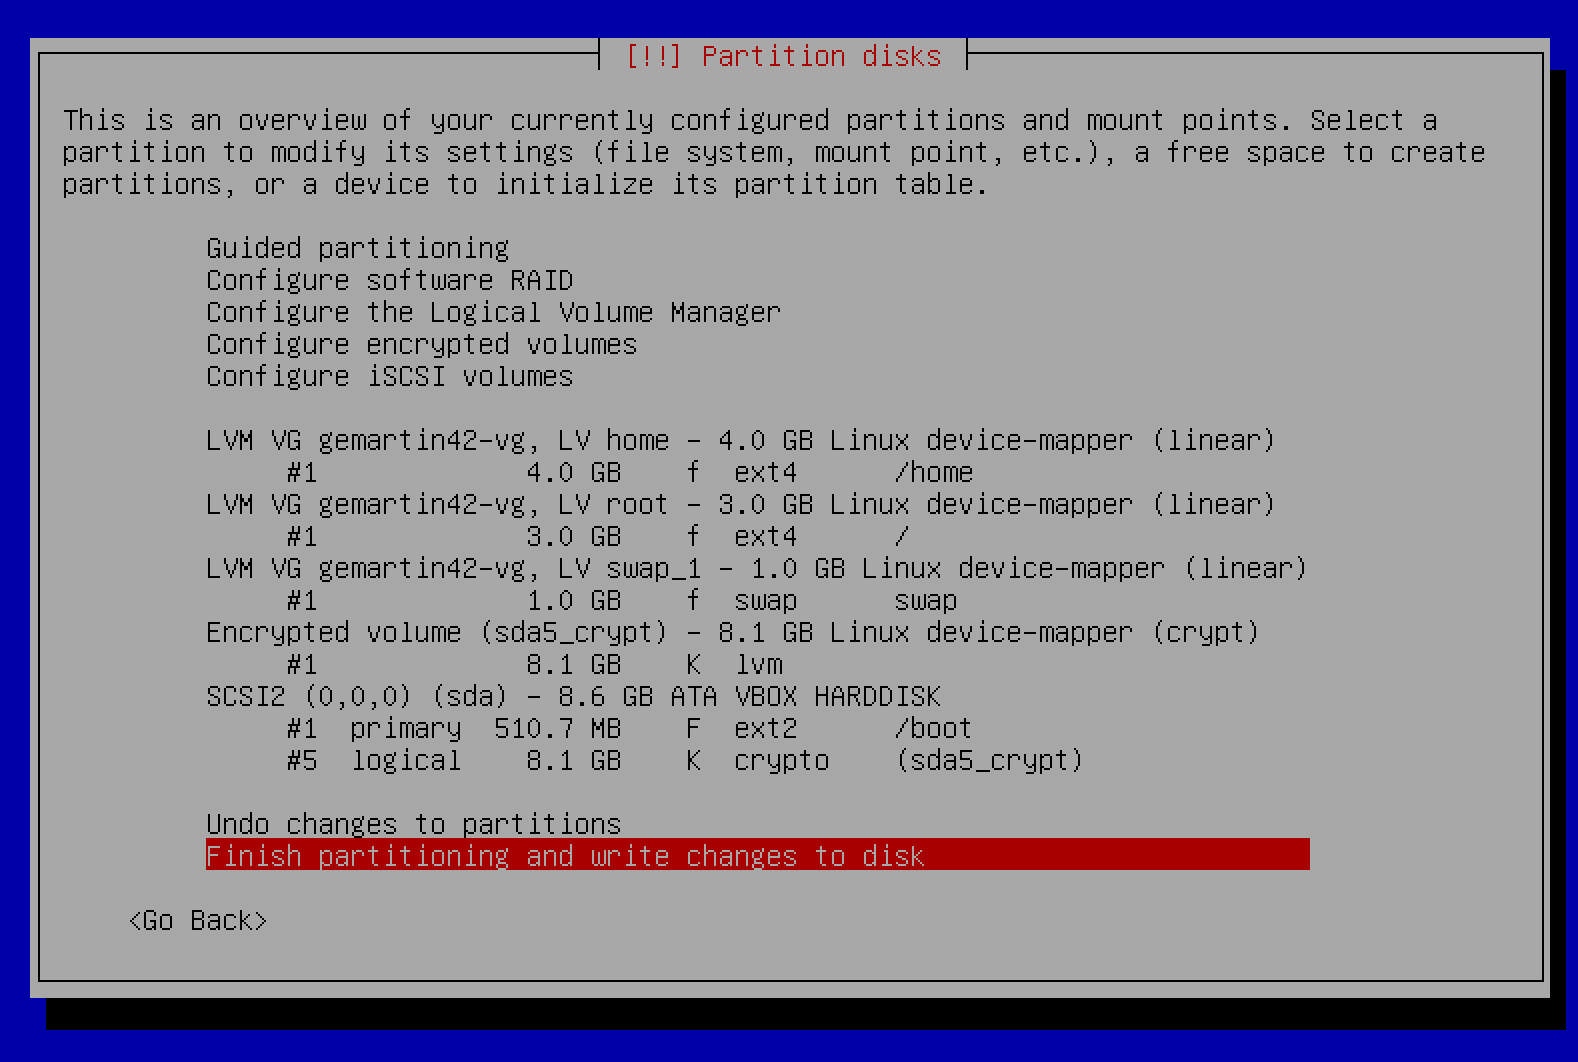 [!!] Partition disks
This is an overview of your currently configured partitions and mount points. Select a
partition to modify its settings (file system, mount point, etc.), a free space to create
partitions, or a device to initialize its partition table.
Guided partitioning
Configure software RAID
Configure the Logical Volume Manager
Configure encrypted volumes
Configure iSCSI volumes
LVM VG gemartin42-vg, LV home - 4.0 GB Linux device-mapper (linear)
#1 4.0 GB f ext4 /home
LVM VG gemartin42-vg, LV root - 3.0 GB Linux device-mapper (linear)
#1 3.0 GB f ext4 /
LVM VG gemartin42-vg, LV swap_1 - 1.0 GB Linux device-mapper (linear)
#1 1.0 GB f swap swap
Encrypted volume (sda5_crypt) - 8.1 GB Linux device-mapper (crypt)
#1 8.1 GB K lvm
SCSI2 (0,0,0) (sda) - 8.6 GB ATA VBOX HARDDISK
#1 primary 510.7 MB F ext2 /boot
#5 logical 8.1 GB K crypto (sda5_crypt)
Undo changes to partitions
Finish partitioning and write changes to disk
<Go Back>